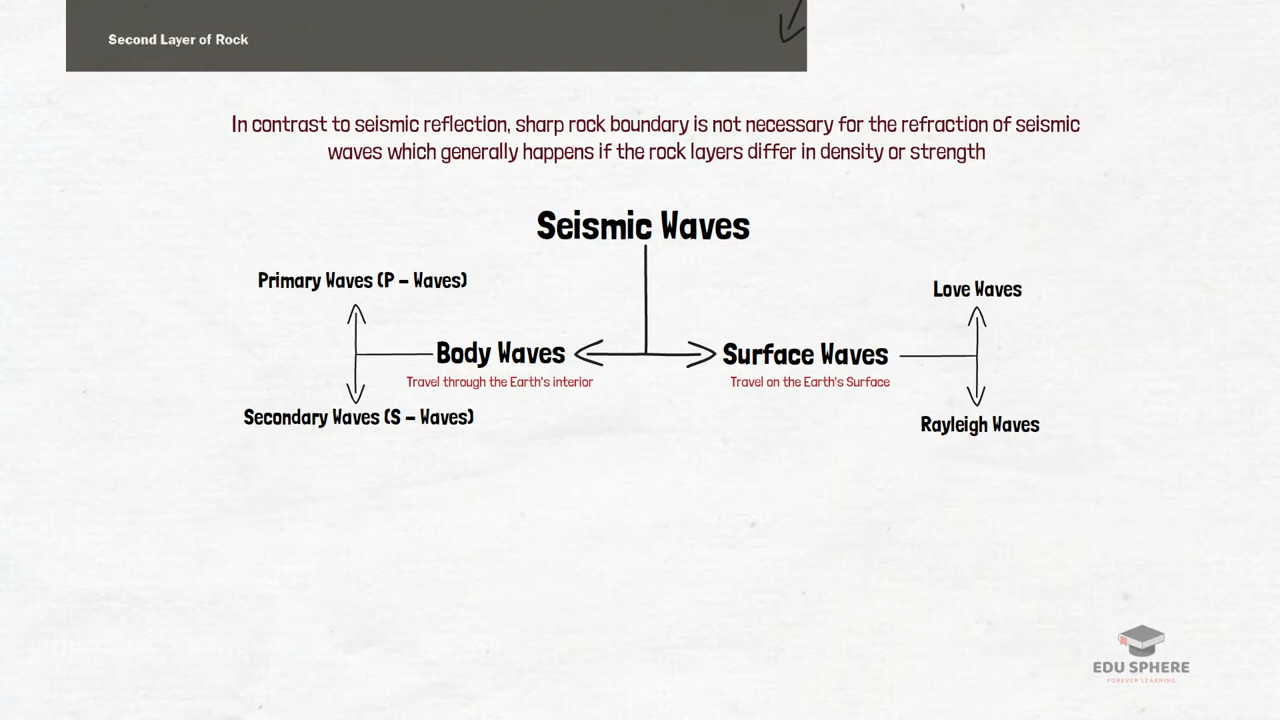 Second Layer of Rock
In contrast to seismic reflection, sharp rock boundary is not necessary for the refraction of seismic
waves which generally happens if the rock layers differ in density or strength
Seismic Waves
Primary Waves (P – Waves)
Love Waves
Body Waves
Surface Waves
Travel through the Earth's interior
Travel on the Earth's Surface
Secondary Waves (S – Waves)
Rayleigh Waves
EDU SPHERE
FOREVER LEARNING